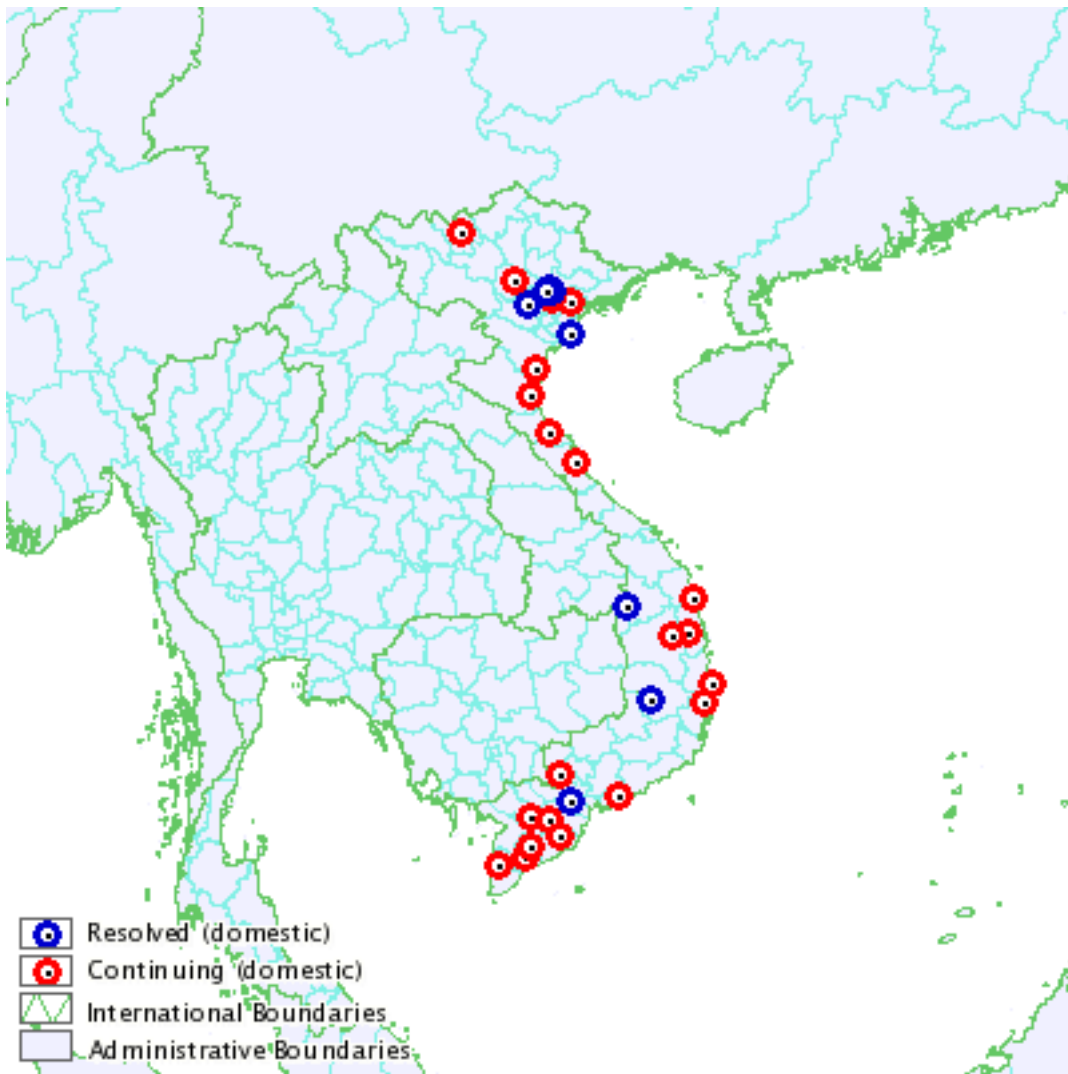 Resolved (domestic)
Continuing (domestic)
International Boundaries
Administrative Boundaries